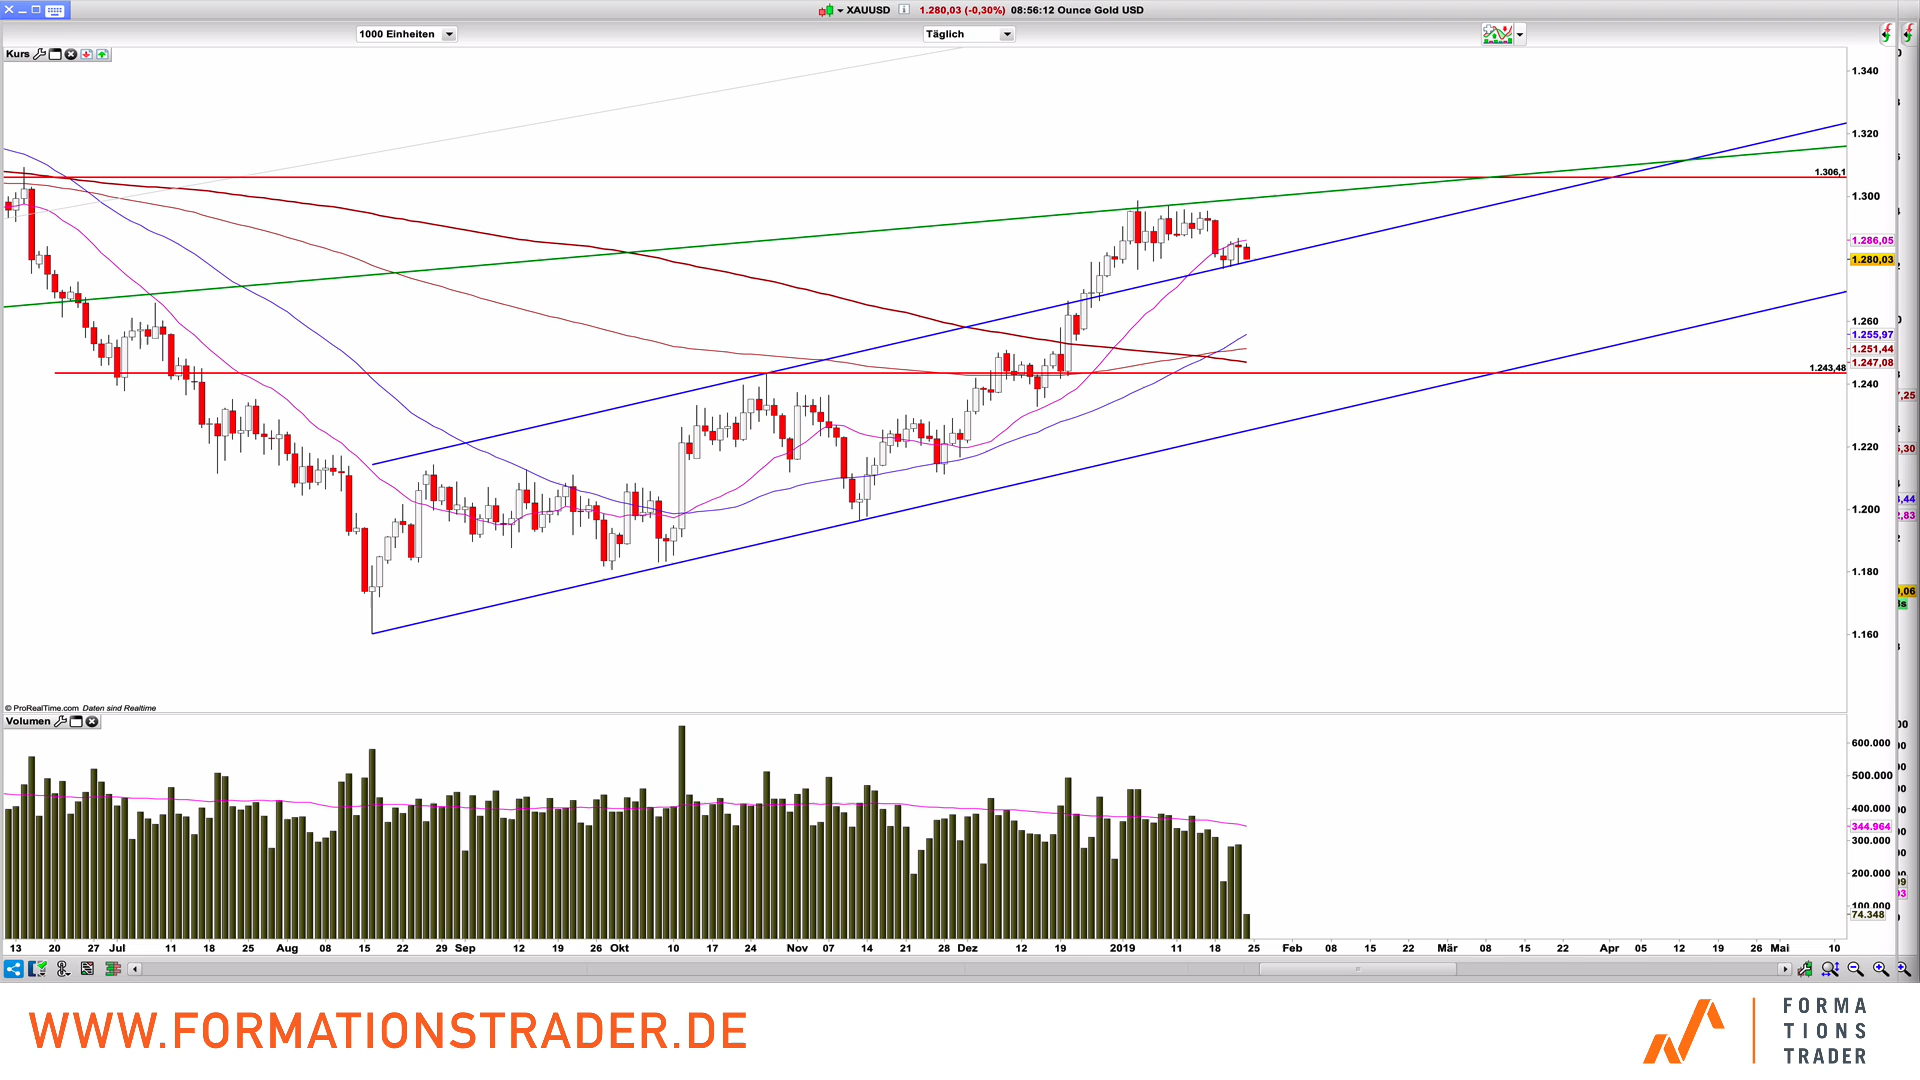 XAUUSD 1.280,03 (-0,30%) 08:56:12 Ounce Gold USD
1000 Einheiten
Täglich
Kurs
1.340
1.320
1.306,1
1.300
1.286,05
1.280,03
1.260
1.255,97
1.251,44
1.247,08
1.243,48
1.240
1.220
1.200
1.180
1.160
© ProRealTime.com Daten sind Realtime
Volumen
600.000
500.000
400.000
344.964
300.000
200.000
100.000
74.348
13 20 27 Jul 11 18 25 Aug 08 15 22 29 Sep 12 19 26 Okt 10 17 24 Nov 07 14 21 28 Dez 12 19 2019 11 18 25 Feb 08 15 22 Mär 08 15 22 Apr 05 12 19 26 Mai 10
WWW.FORMATIONSTRADER.DE
FORMA
TIONS
TRADER